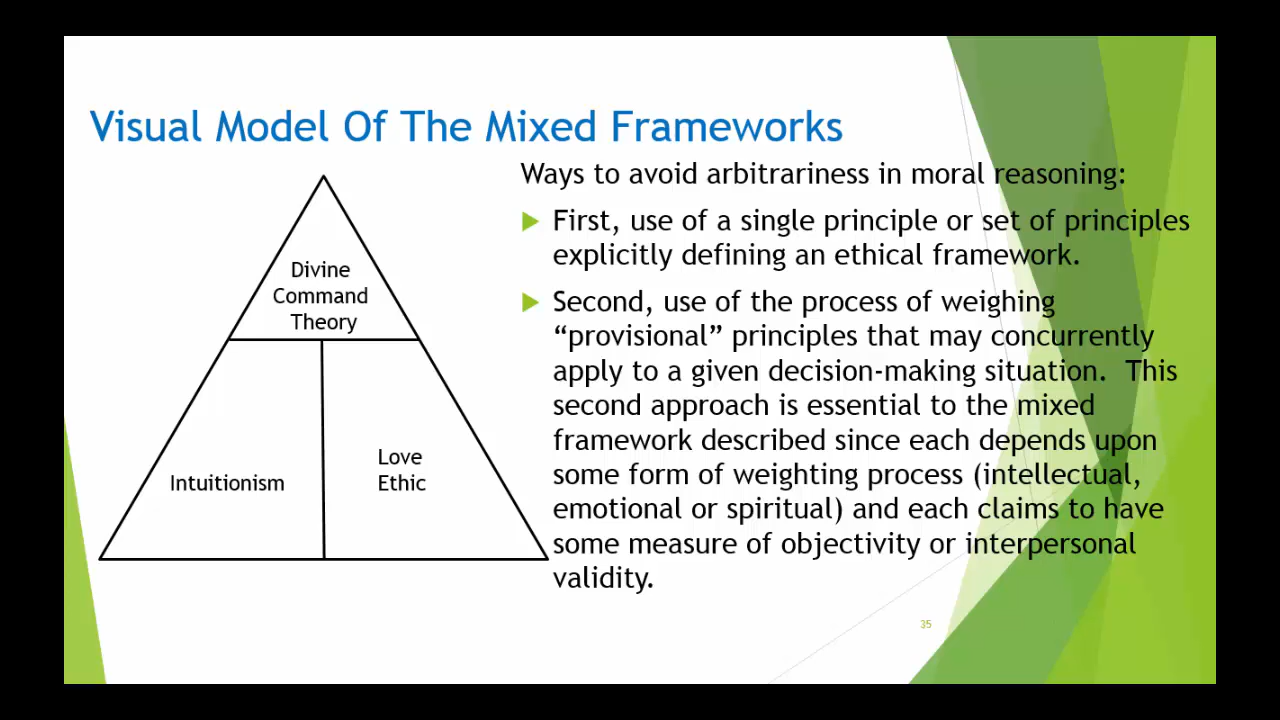 Visual Model Of The Mixed Frameworks
Divine
Command
Theory
Intuitionism
Love
Ethic
Ways to avoid arbitrariness in moral reasoning:
First, use of a single principle or set of principles
explicitly defining an ethical framework.
Second, use of the process of weighing
“provisional” principles that may concurrently
apply to a given decision-making situation.  This
second approach is essential to the mixed
framework described since each depends upon
some form of weighting process (intellectual,
emotional or spiritual) and each claims to have
some measure of objectivity or interpersonal
validity.
35